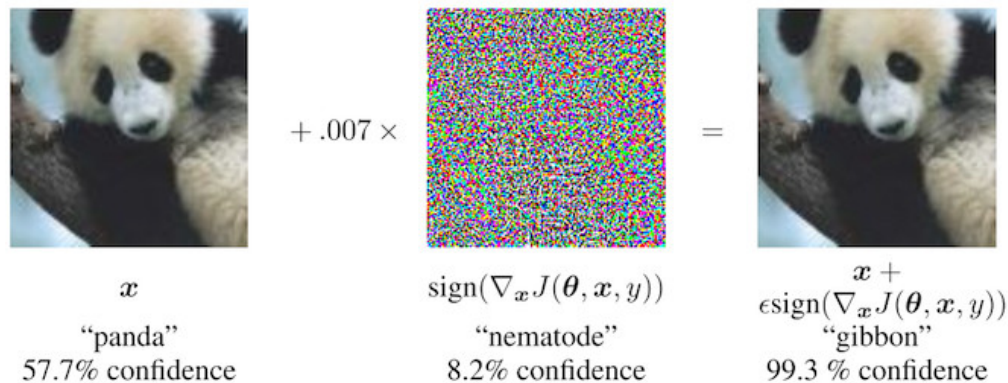 + .007 ×
=
x
sign(∇ₓJ(θ, x, y))
x +
ϵsign(∇ₓJ(θ, x, y))
“panda”
“nematode”
“gibbon”
57.7% confidence
8.2% confidence
99.3 % confidence